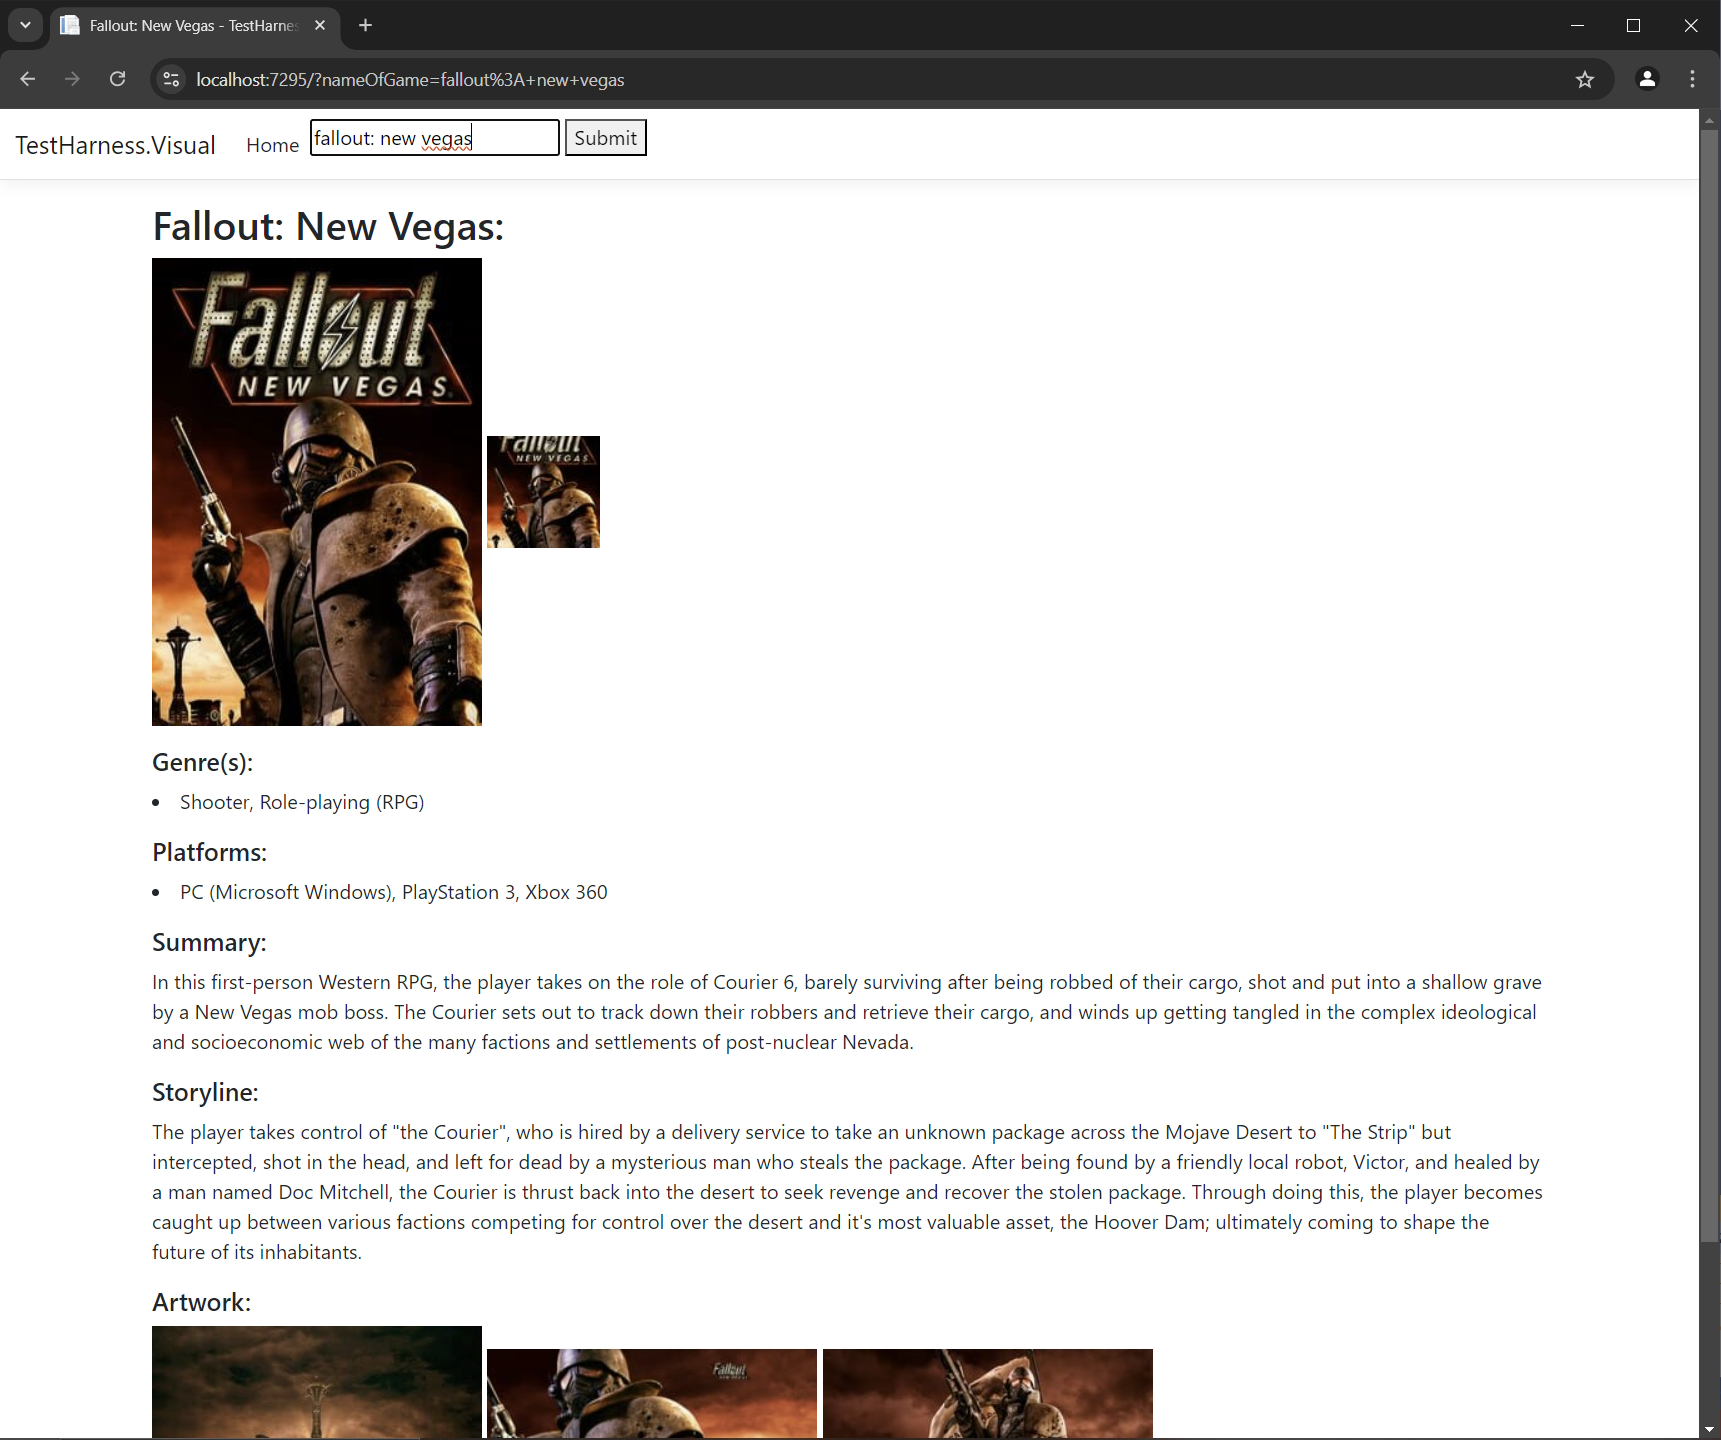 Fallout: New Vegas - TestHarnes
localhost:7295/?nameOfGame=fallout%3A+new+vegas
TestHarness.Visual Home fallout: new vegas Submit
Fallout: New Vegas:
Fallout
NEW VEGAS
Fallout
NEW VEGAS
Genre(s):
• Shooter, Role-playing (RPG)
Platforms:
• PC (Microsoft Windows), PlayStation 3, Xbox 360
Summary:
In this first-person Western RPG, the player takes on the role of Courier 6, barely surviving after being robbed of their cargo, shot and put into a shallow grave
by a New Vegas mob boss. The Courier sets out to track down their robbers and retrieve their cargo, and winds up getting tangled in the complex ideological
and socioeconomic web of the many factions and settlements of post-nuclear Nevada.
Storyline:
The player takes control of "the Courier", who is hired by a delivery service to take an unknown package across the Mojave Desert to "The Strip" but
intercepted, shot in the head, and left for dead by a mysterious man who steals the package. After being found by a friendly local robot, Victor, and healed by
a man named Doc Mitchell, the Courier is thrust back into the desert to seek revenge and recover the stolen package. Through doing this, the player becomes
caught up between various factions competing for control over the desert and it's most valuable asset, the Hoover Dam; ultimately coming to shape the
future of its inhabitants.
Artwork:
Fallout
NEW VEGAS